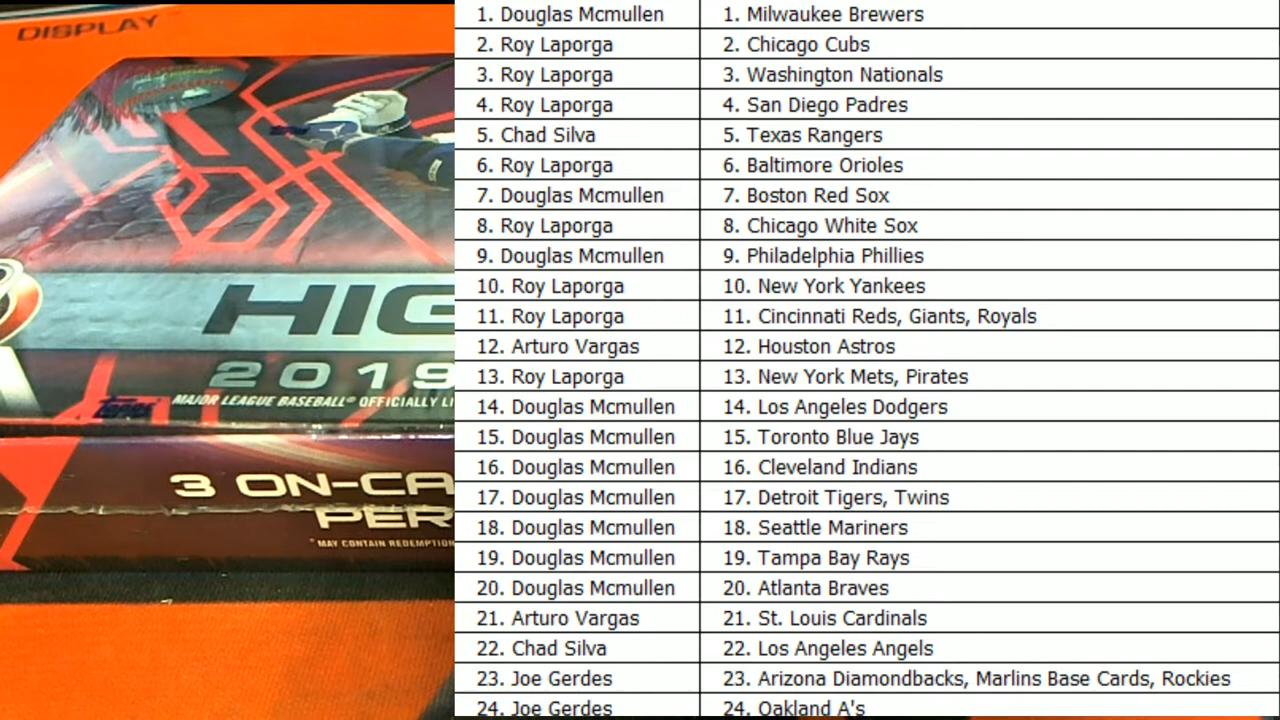 DISPLAY
HIG
2019
MAJOR LEAGUE BASEBALL® OFFICIALLY LI
topps
3 ON-CA
PER
* MAY CONTAIN REDEMPTION
1. Douglas Mcmullen 1. Milwaukee Brewers
2. Roy Laporga 2. Chicago Cubs
3. Roy Laporga 3. Washington Nationals
4. Roy Laporga 4. San Diego Padres
5. Chad Silva 5. Texas Rangers
6. Roy Laporga 6. Baltimore Orioles
7. Douglas Mcmullen 7. Boston Red Sox
8. Roy Laporga 8. Chicago White Sox
9. Douglas Mcmullen 9. Philadelphia Phillies
10. Roy Laporga 10. New York Yankees
11. Roy Laporga 11. Cincinnati Reds, Giants, Royals
12. Arturo Vargas 12. Houston Astros
13. Roy Laporga 13. New York Mets, Pirates
14. Douglas Mcmullen 14. Los Angeles Dodgers
15. Douglas Mcmullen 15. Toronto Blue Jays
16. Douglas Mcmullen 16. Cleveland Indians
17. Douglas Mcmullen 17. Detroit Tigers, Twins
18. Douglas Mcmullen 18. Seattle Mariners
19. Douglas Mcmullen 19. Tampa Bay Rays
20. Douglas Mcmullen 20. Atlanta Braves
21. Arturo Vargas 21. St. Louis Cardinals
22. Chad Silva 22. Los Angeles Angels
23. Joe Gerdes 23. Arizona Diamondbacks, Marlins Base Cards, Rockies
24. Joe Gerdes 24. Oakland A's